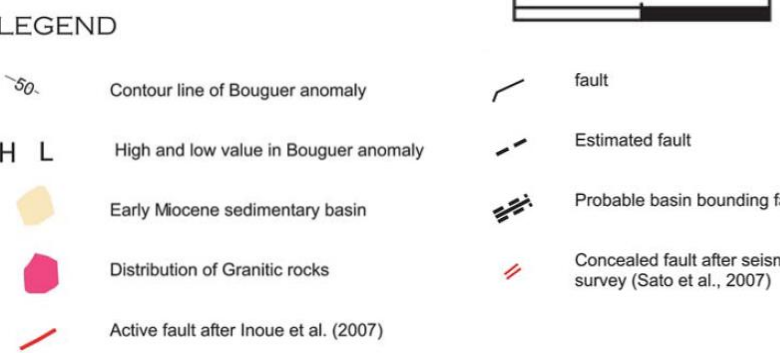 LEGEND
-50-
Contour line of Bouguer anomaly
H L
High and low value in Bouguer anomaly
Early Miocene sedimentary basin
Distribution of Granitic rocks
Active fault after Inoue et al. (2007)
fault
Estimated fault
Probable basin bounding
Concealed fault after
survey (Sato et al., 2007)